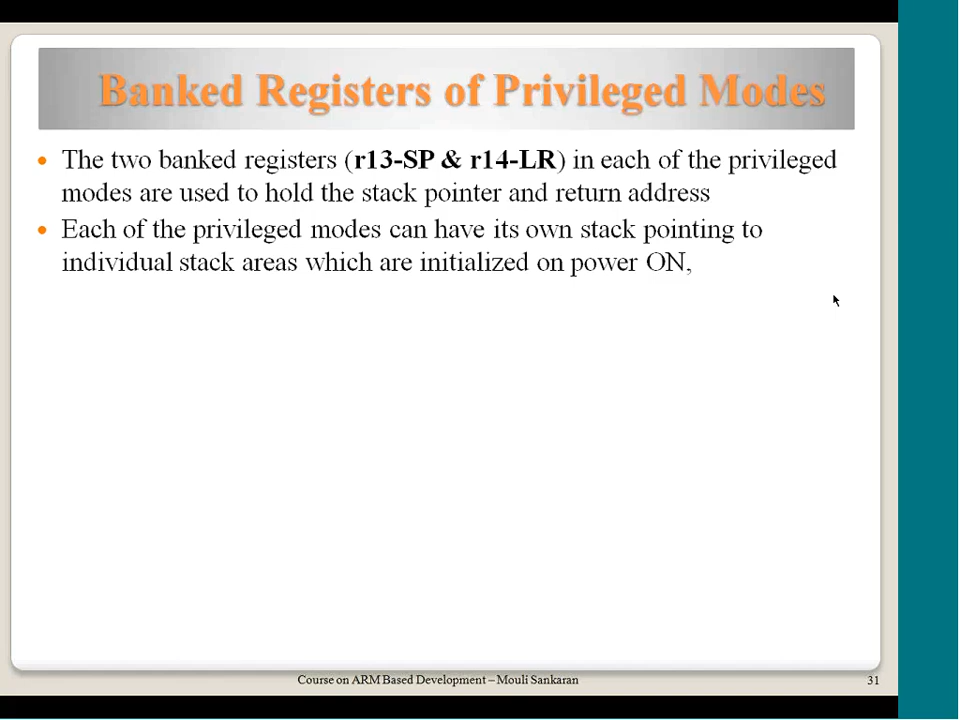 Banked Registers of Privileged Modes
• The two banked registers (r13-SP & r14-LR) in each of the privileged
modes are used to hold the stack pointer and return address
• Each of the privileged modes can have its own stack pointing to
individual stack areas which are initialized on power ON,
Course on ARM Based Development – Mouli Sankaran
31